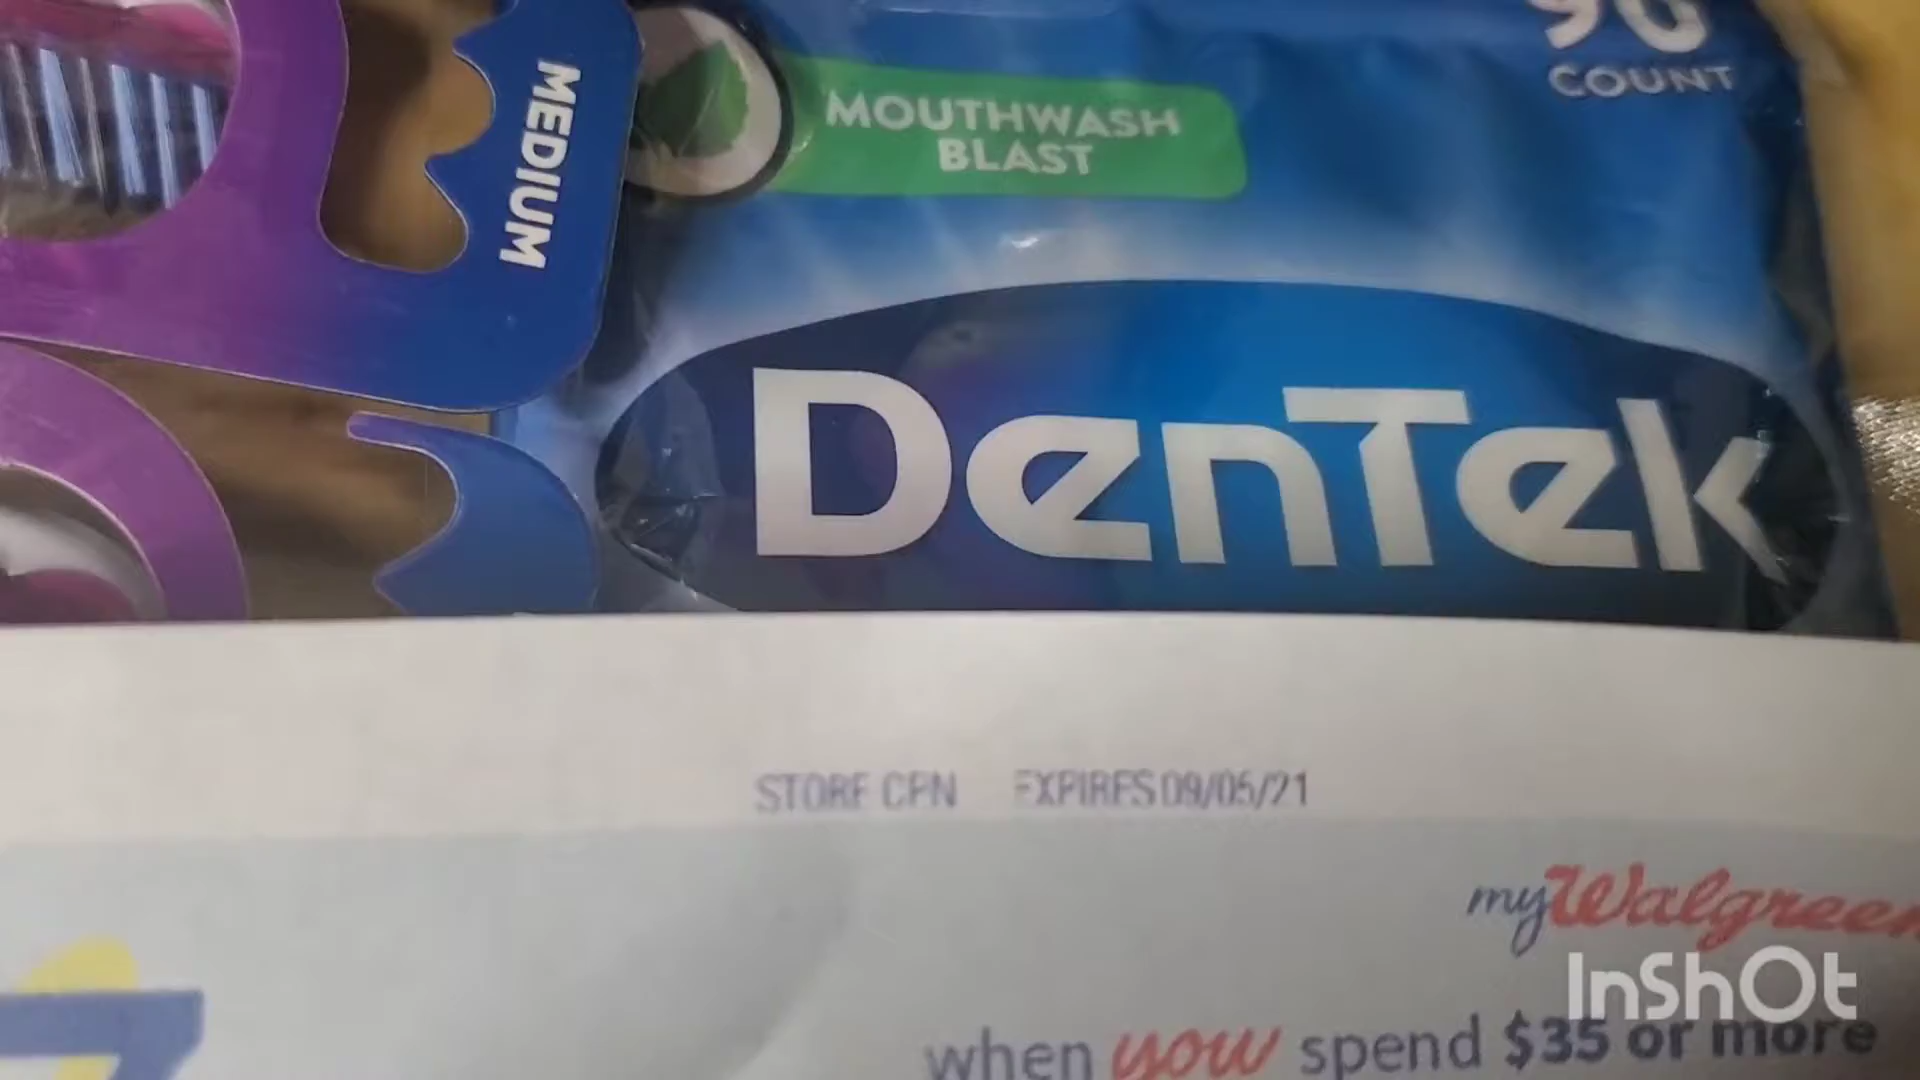 MEDIUM
90
COUNT
MOUTHWASH
BLAST
DenTek
STORE CPN EXPIRES 09/05/21
myWalgreen
InShOt
when you spend $35 or more